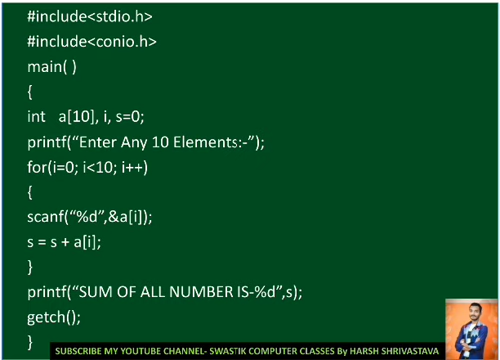 #include<stdio.h>
#include<conio.h>
main( )
{
int a[10], i, s=0;
printf(“Enter Any 10 Elements:-”);
for(i=0; i<10; i++)
{
scanf(“%d”,&a[i]);
s = s + a[i];
}
printf(“SUM OF ALL NUMBER IS-%d”,s);
getch();
}
SUBSCRIBE MY YOUTUBE CHANNEL- SWASTIK COMPUTER CLASSES By HARSH SHRIVASTAVA